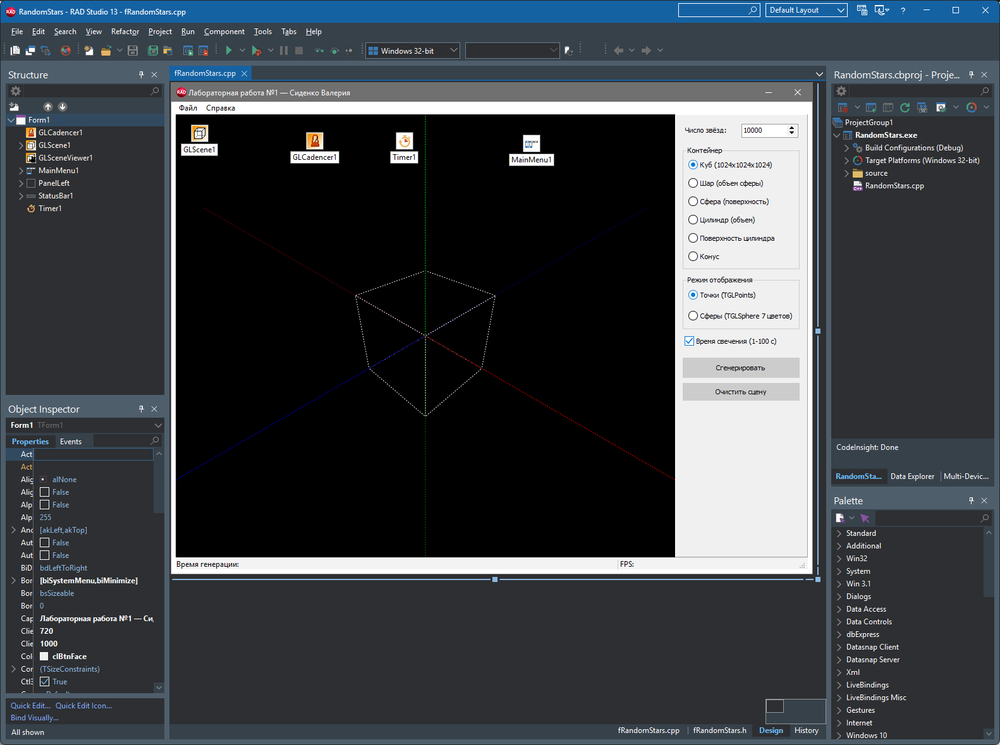 RandomStars - RAD Studio 13 - fRandomStars.cpp
Default Layout
?
File Edit Search View Refactor Project Run Component Tools Tabs Help
Windows 32-bit
Structure
Form1
GLCadencer1
GLScene1
GLSceneViewer1
MainMenu1
PanelLeft
StatusBar1
Timer1
Object Inspector
Form1 TForm1
Properties Events
Act
Act
Alig alNone
Alig False
Alp False
Alp 255
Anc [akLeft,akTop]
Aut False
Aut False
BiD bdLeftToRight
Bor [biSystemMenu,biMinimize]
Bor bsSizeable
Bor 0
Cap Лабораторная работа №1 — Си
Clie 720
Clie 1000
Col clBtnFace
Cor (TSizeConstraints)
Ctl3 True
Quick Edit... Quick Edit Icon...
Bind Visually...
All shown
fRandomStars.cpp
RAD Лабораторная работа №1 — Сиденко Валерия
Файл Справка
GLScene1
GLCadencer1
Timer1
MainMenu1
Число звёзд: 10000
Контейнер
Куб (1024x1024x1024)
Шар (объем сферы)
Сфера (поверхность)
Цилиндр (объем)
Поверхность цилиндра
Конус
Режим отображения
Точки (TGLPoints)
Сферы (TGLSphere 7 цветов)
Время свечения (1-100 с)
Сгенерировать
Очистить сцену
Время генерации: FPS:
fRandomStars.cpp fRandomStars.h Design History
RandomStars.cbproj - Proje...
ProjectGroup1
RandomStars.exe
Build Configurations (Debug)
Target Platforms (Windows 32-bit)
source
RandomStars.cpp
CodeInsight: Done
RandomSta... Data Explorer Multi-Devic...
Palette
Standard
Additional
Win32
System
Win 3.1
Dialogs
Data Access
Data Controls
dbExpress
Datasnap Client
Datasnap Server
Xml
LiveBindings
LiveBindings Misc
Gestures
Internet
Windows 10